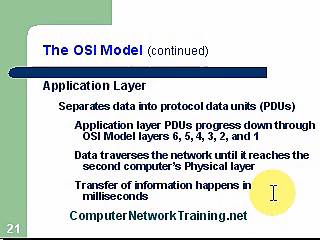 The OSI Model (continued)
Application Layer
Separates data into protocol data units (PDUs)
Application layer PDUs progress down through
OSI Model layers 6, 5, 4, 3, 2, and 1
Data traverses the network until it reaches the
second computer's Physical layer
Transfer of information happens in
milliseconds
ComputerNetworkTraining.net
21